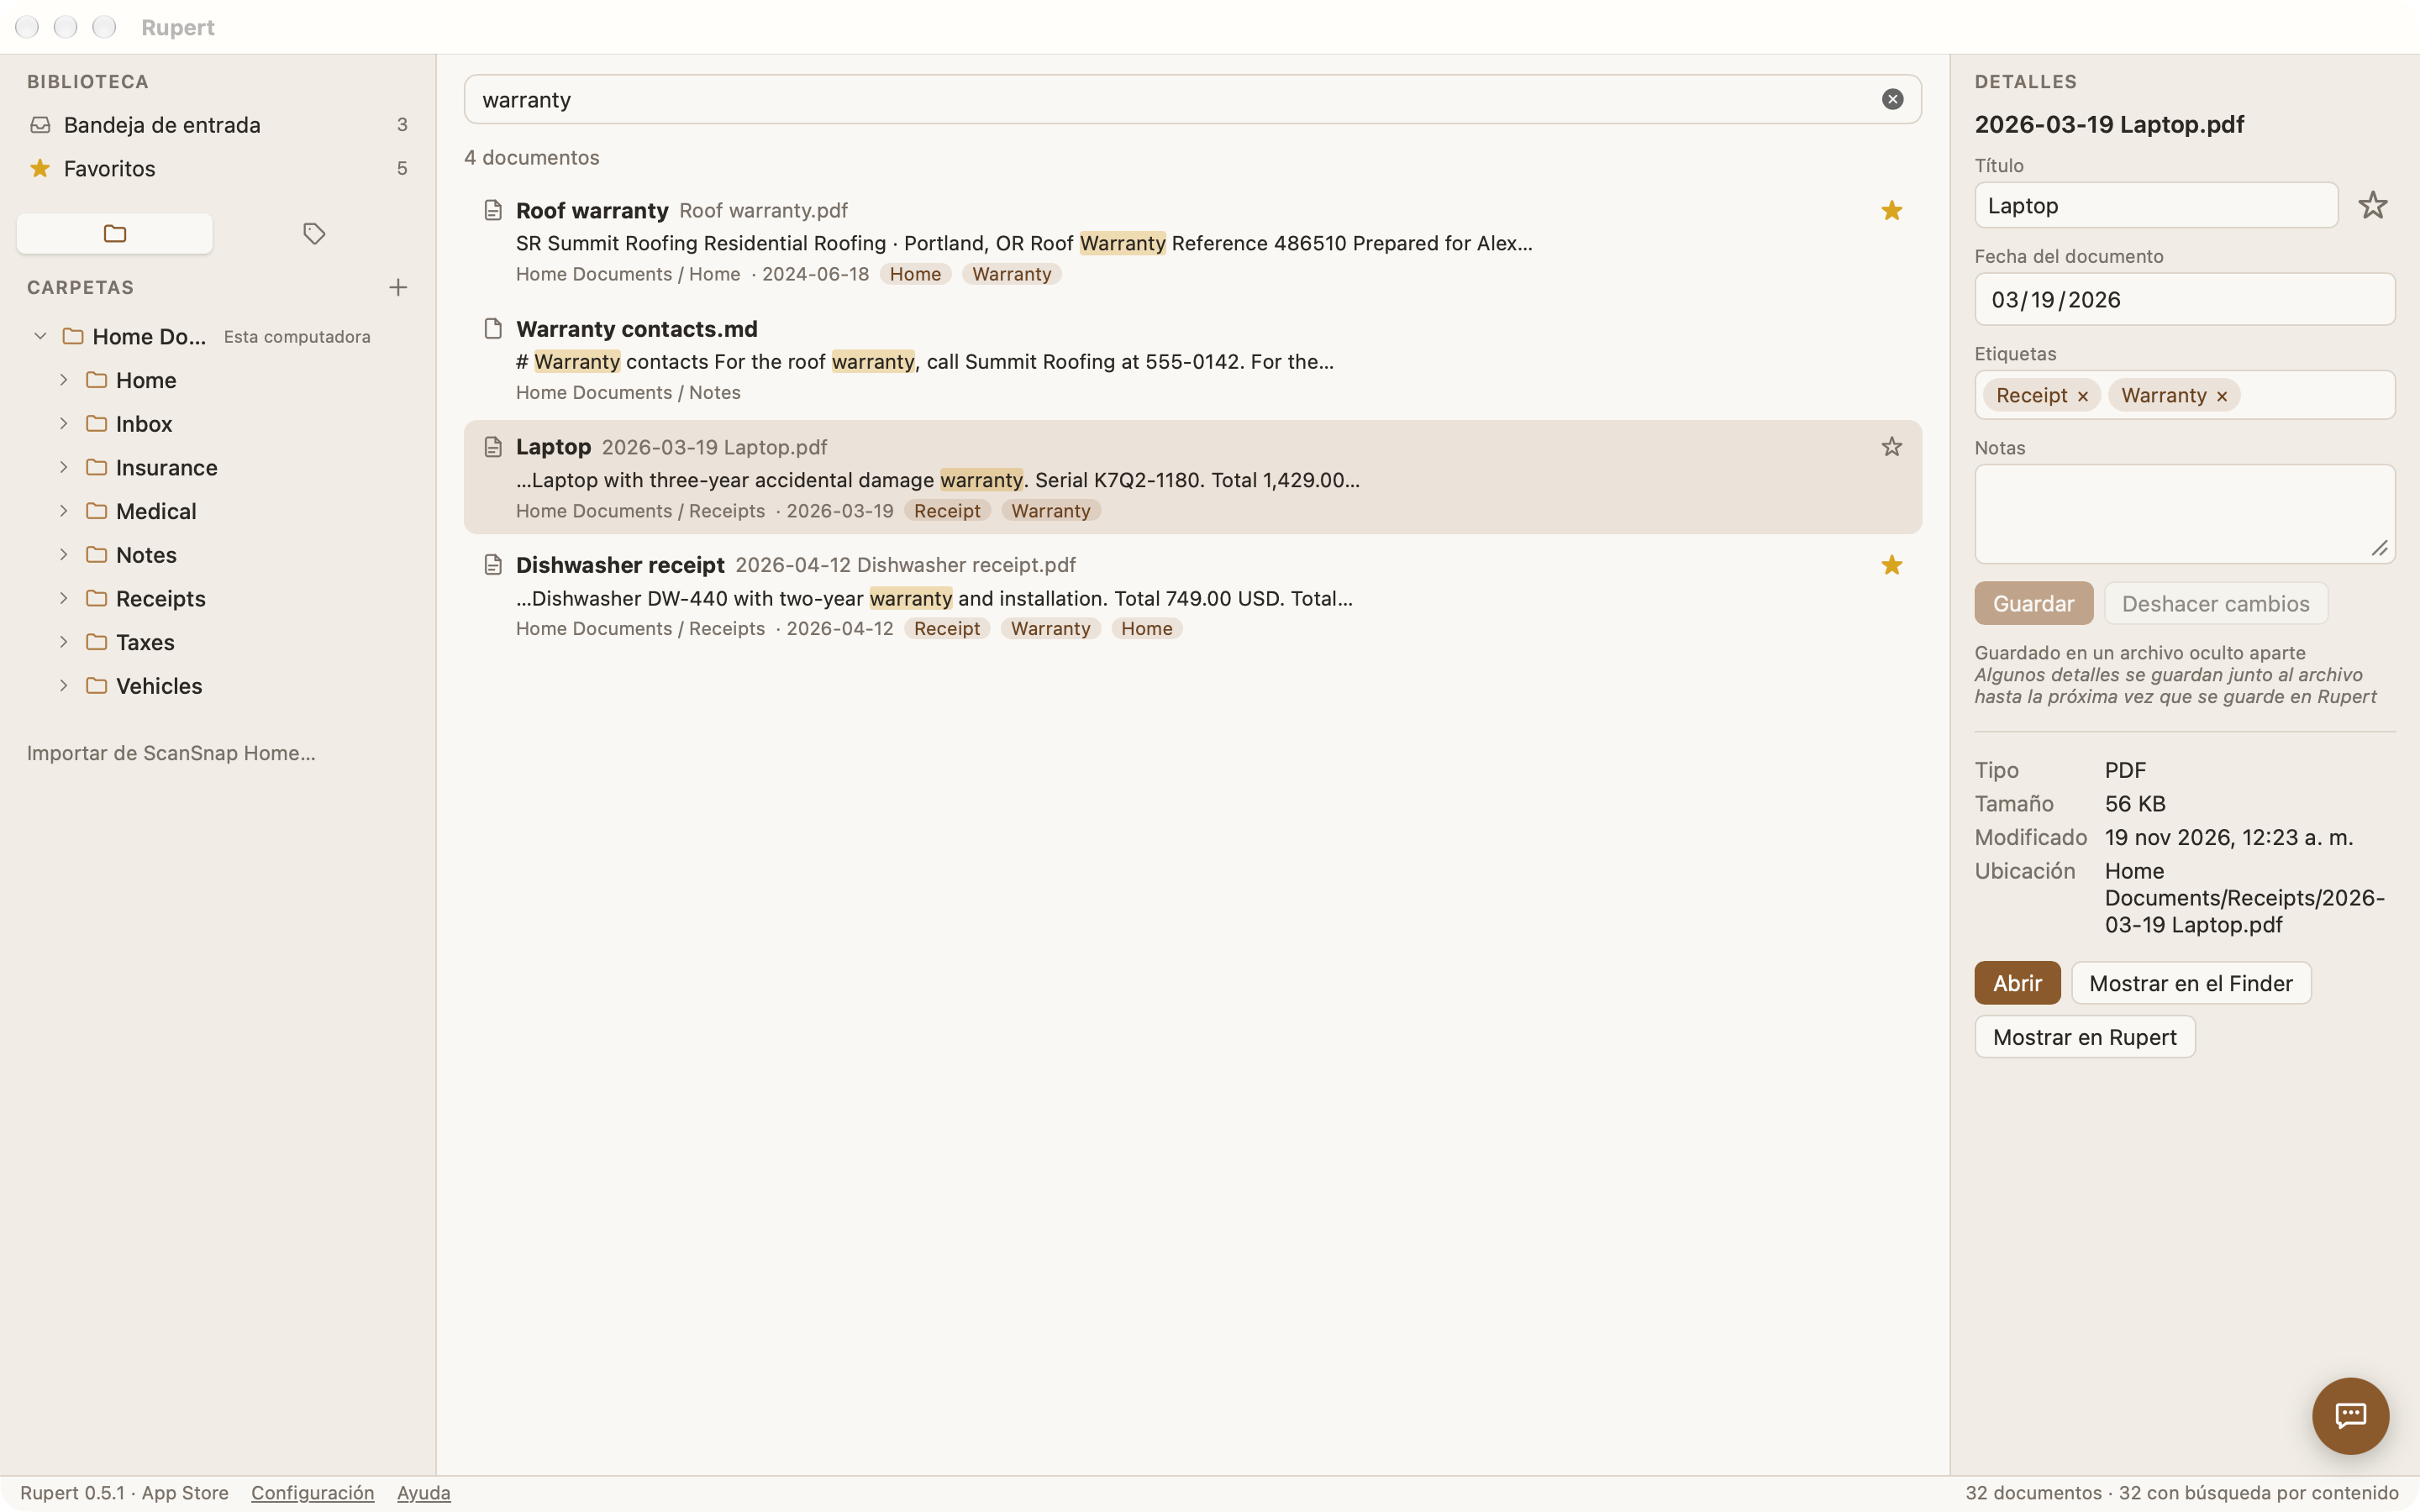 Rupert
BIBLIOTECA
Bandeja de entrada 3
Favoritos 5
CARPETAS
Home Do... Esta computadora
Home
Inbox
Insurance
Medical
Notes
Receipts
Taxes
Vehicles
Importar de ScanSnap Home...
warranty
4 documentos
Roof warranty Roof warranty.pdf
SR Summit Roofing Residential Roofing · Portland, OR Roof Warranty Reference 486510 Prepared for Alex...
Home Documents / Home · 2024-06-18 Home Warranty
Warranty contacts.md
# Warranty contacts For the roof warranty, call Summit Roofing at 555-0142. For the...
Home Documents / Notes
Laptop 2026-03-19 Laptop.pdf
...Laptop with three-year accidental damage warranty. Serial K7Q2-1180. Total 1,429.00...
Home Documents / Receipts · 2026-03-19 Receipt Warranty
Dishwasher receipt 2026-04-12 Dishwasher receipt.pdf
...Dishwasher DW-440 with two-year warranty and installation. Total 749.00 USD. Total...
Home Documents / Receipts · 2026-04-12 Receipt Warranty Home
DETALLES
2026-03-19 Laptop.pdf
Título
Laptop
Fecha del documento
03/19/2026
Etiquetas
Receipt × Warranty ×
Notas
Guardar Deshacer cambios
Guardado en un archivo oculto aparte
Algunos detalles se guardan junto al archivo
hasta la próxima vez que se guarde en Rupert
Tipo PDF
Tamaño 56 KB
Modificado 19 nov 2026, 12:23 a. m.
Ubicación Home
Documents/Receipts/2026-
03-19 Laptop.pdf
Abrir Mostrar en el Finder
Mostrar en Rupert
Rupert 0.5.1 · App Store Configuración Ayuda
32 documentos · 32 con búsqueda por contenido